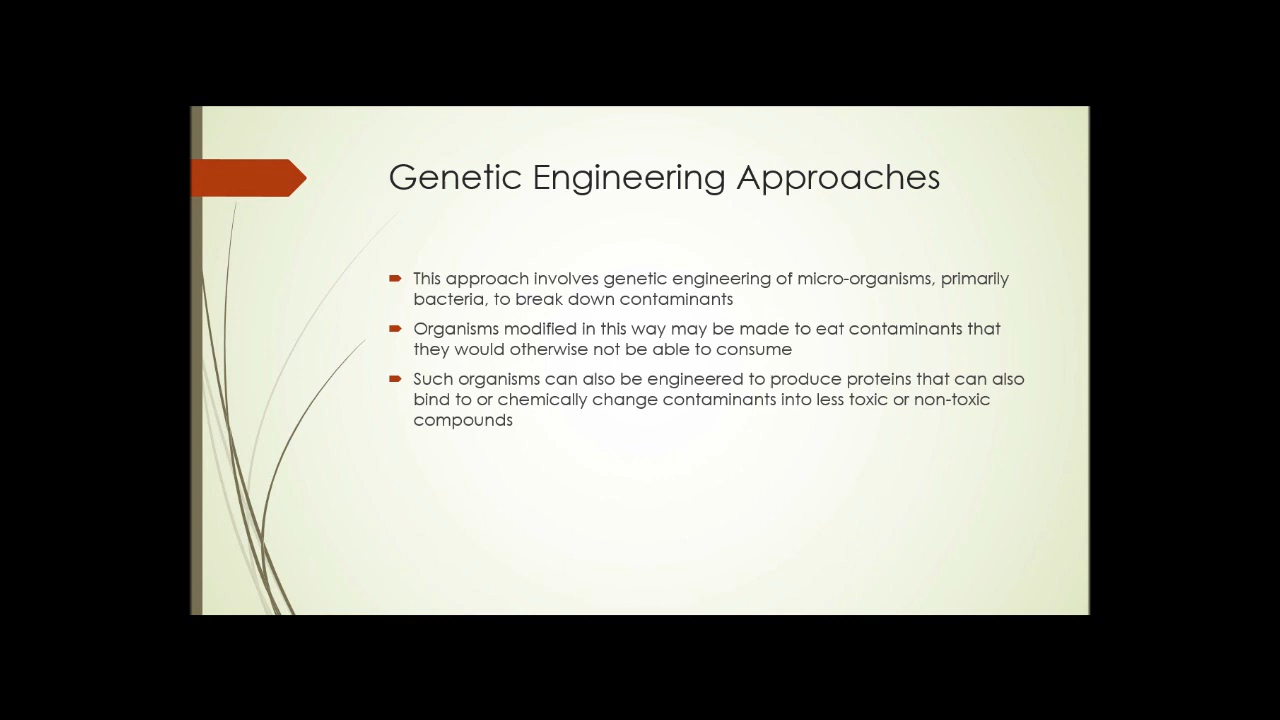 Genetic Engineering Approaches
This approach involves genetic engineering of micro-organisms, primarily
bacteria, to break down contaminants
Organisms modified in this way may be made to eat contaminants that
they would otherwise not be able to consume
Such organisms can also be engineered to produce proteins that can also
bind to or chemically change contaminants into less toxic or non-toxic
compounds